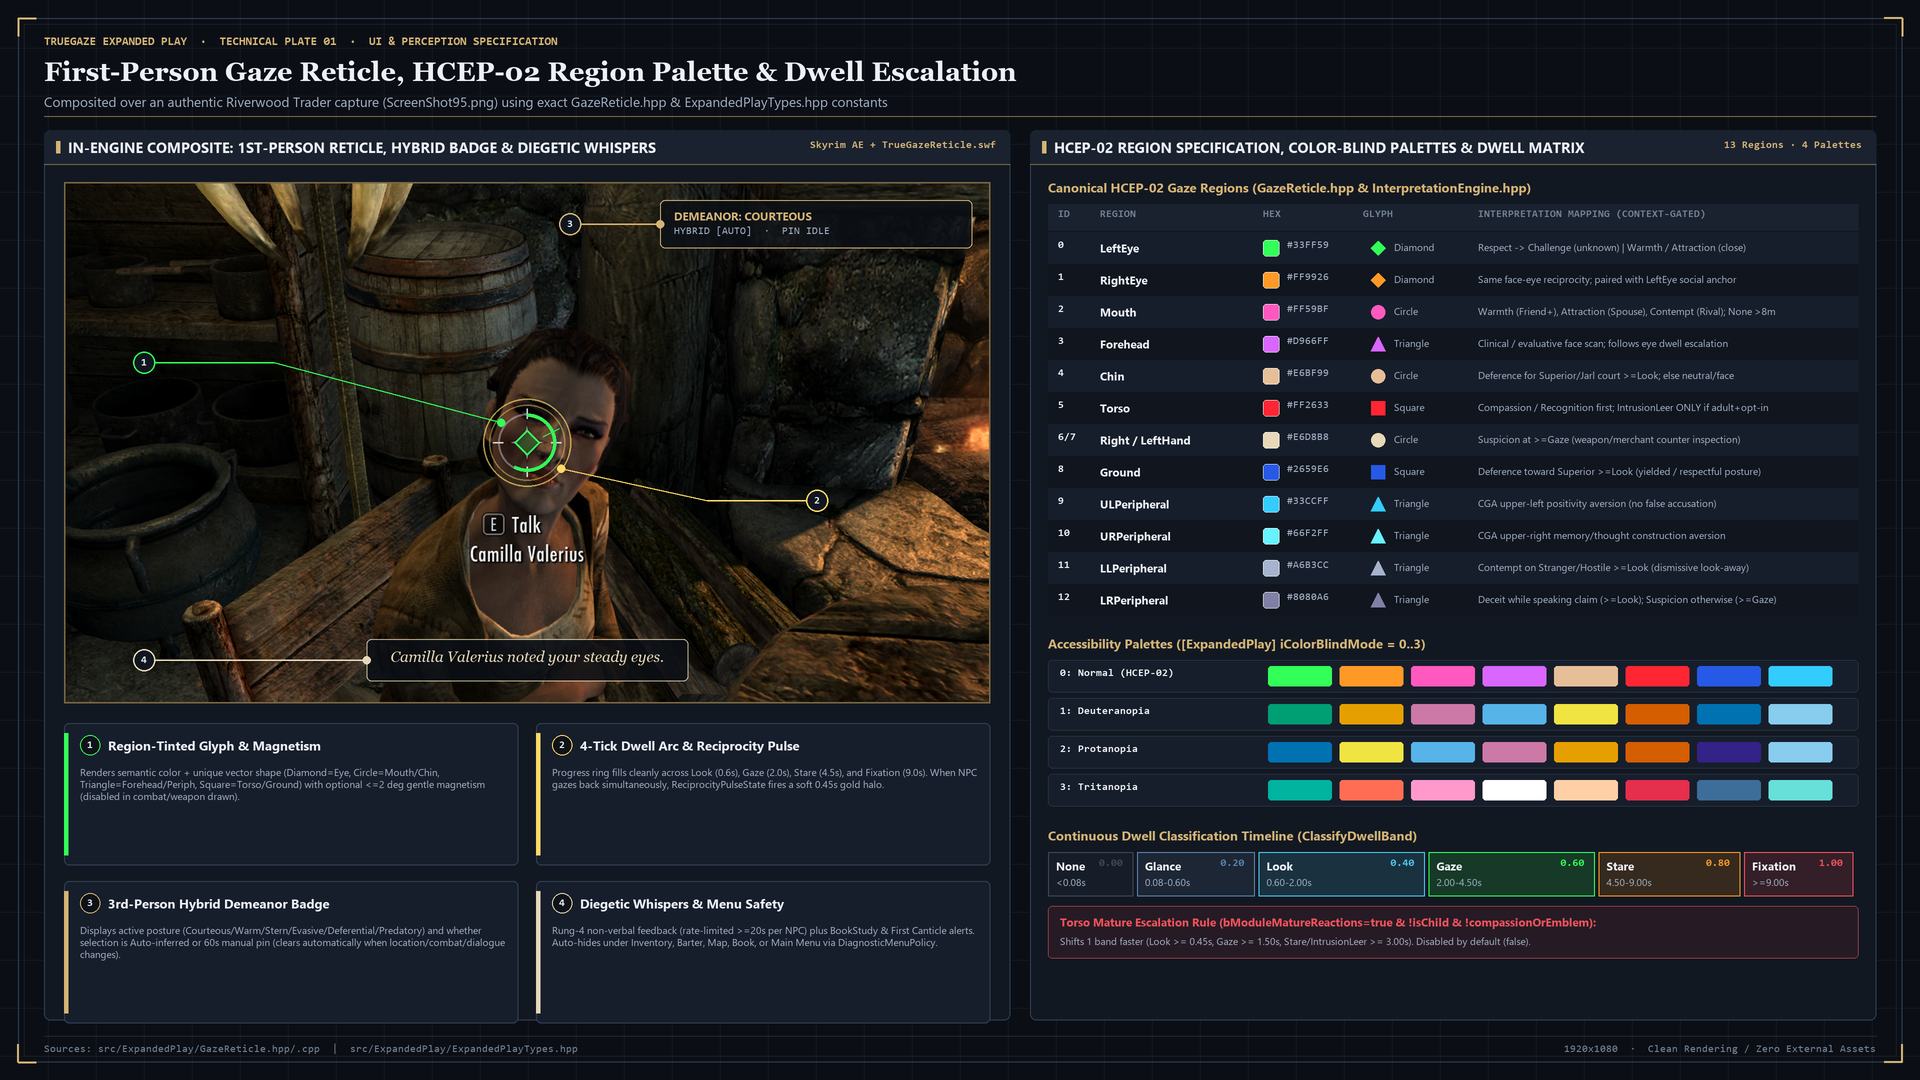 TRUEGAZE EXPANDED PLAY · TECHNICAL PLATE 01 · UI & PERCEPTION SPECIFICATION
First-Person Gaze Reticle, HCEP-02 Region Palette & Dwell Escalation
Composited over an authentic Riverwood Trader capture (ScreenShot95.png) using exact GazeReticle.hpp & ExpandedPlayTypes.hpp constants
IN-ENGINE COMPOSITE: 1ST-PERSON RETICLE, HYBRID BADGE & DIEGETIC WHISPERS
Skyrim AE + TrueGazeReticle.swf
3
DEMEANOR: COURTEOUS
HYBRID [AUTO] · PIN IDLE
1
2
E Talk
Camilla Valerius
4
Camilla Valerius noted your steady eyes.
1 Region-Tinted Glyph & Magnetism
Renders semantic color + unique vector shape (Diamond=Eye, Circle=Mouth/Chin,
Triangle=Forehead/Periph, Square=Torso/Ground) with optional <=2 deg gentle magnetism
(disabled in combat/weapon drawn).
2 4-Tick Dwell Arc & Reciprocity Pulse
Progress ring fills cleanly across Look (0.6s), Gaze (2.0s), Stare (4.5s), and Fixation (9.0s). When NPC
gazes back simultaneously, ReciprocityPulseState fires a soft 0.45s gold halo.
3 3rd-Person Hybrid Demeanor Badge
Displays active posture (Courteous/Warm/Stern/Evasive/Deferential/Predatory) and whether
selection is Auto-inferred or 60s manual pin (clears automatically when location/combat/dialogue
changes).
4 Diegetic Whispers & Menu Safety
Rung-4 non-verbal feedback (rate-limited >=20s per NPC) plus BookStudy & First Canticle alerts.
Auto-hides under Inventory, Barter, Map, Book, or Main Menu via DiagnosticMenuPolicy.
HCEP-02 REGION SPECIFICATION, COLOR-BLIND PALETTES & DWELL MATRIX
13 Regions · 4 Palettes
Canonical HCEP-02 Gaze Regions (GazeReticle.hpp & InterpretationEngine.hpp)
ID REGION HEX GLYPH INTERPRETATION MAPPING (CONTEXT-GATED)
0 LeftEye #33FF59 Diamond Respect -> Challenge (unknown) | Warmth / Attraction (close)
1 RightEye #FF9926 Diamond Same face-eye reciprocity; paired with LeftEye social anchor
2 Mouth #FF59BF Circle Warmth (Friend+), Attraction (Spouse), Contempt (Rival); None >8m
3 Forehead #D966FF Triangle Clinical / evaluative face scan; follows eye dwell escalation
4 Chin #E6BF99 Circle Deference for Superior/Jarl court >=Look; else neutral/face
5 Torso #FF2633 Square Compassion / Recognition first; IntrusionLeer ONLY if adult+opt-in
6/7 Right / LeftHand #E6D8B8 Circle Suspicion at >=Gaze (weapon/merchant counter inspection)
8 Ground #2659E6 Square Deference toward Superior >=Look (yielded / respectful posture)
9 ULPeripheral #33CCFF Triangle CGA upper-left positivity aversion (no false accusation)
10 URPeripheral #66F2FF Triangle CGA upper-right memory/thought construction aversion
11 LLPeripheral #A6B3CC Triangle Contempt on Stranger/Hostile >=Look (dismissive look-away)
12 LRPeripheral #8080A6 Triangle Deceit while speaking claim (>=Look); Suspicion otherwise (>=Gaze)
Accessibility Palettes ([ExpandedPlay] iColorBlindMode = 0..3)
0: Normal (HCEP-02)
1: Deuteranopia
2: Protanopia
3: Tritanopia
Continuous Dwell Classification Timeline (ClassifyDwellBand)
None 0.00 Glance 0.20 Look 0.40 Gaze 0.60 Stare 0.80 Fixation 1.00
<0.08s 0.08-0.60s 0.60-2.00s 2.00-4.50s 4.50-9.00s >=9.00s
Torso Mature Escalation Rule (bModuleMatureReactions=true & !isChild & !compassionOrEmblem):
Shifts 1 band faster (Look >= 0.45s, Gaze >= 1.50s, Stare/IntrusionLeer >= 3.00s). Disabled by default (false).
Sources: src/ExpandedPlay/GazeReticle.hpp/.cpp | src/ExpandedPlay/ExpandedPlayTypes.hpp
1920x1080 · Clean Rendering / Zero External Assets